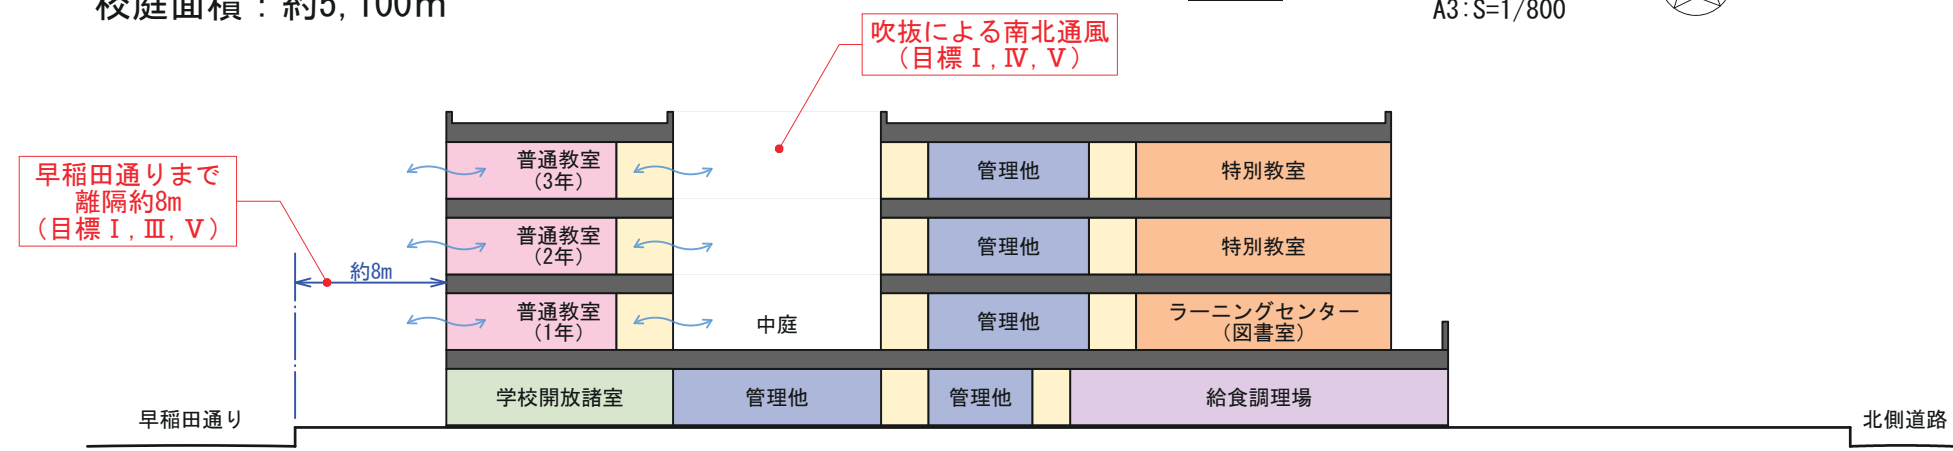 校庭面積：約5,100㎡
A3:S=1/800
吹抜による南北通風
（目標Ⅰ,Ⅳ,Ⅴ）
早稲田通りまで
離隔約8m
（目標Ⅰ,Ⅲ,Ⅴ）
約8m
普通教室
（3年）
管理他
特別教室
普通教室
（2年）
管理他
特別教室
普通教室
（1年）
中庭
管理他
ラーニングセンター
（図書室）
学校開放諸室
管理他
管理他
給食調理場
早稲田通り
北側道路